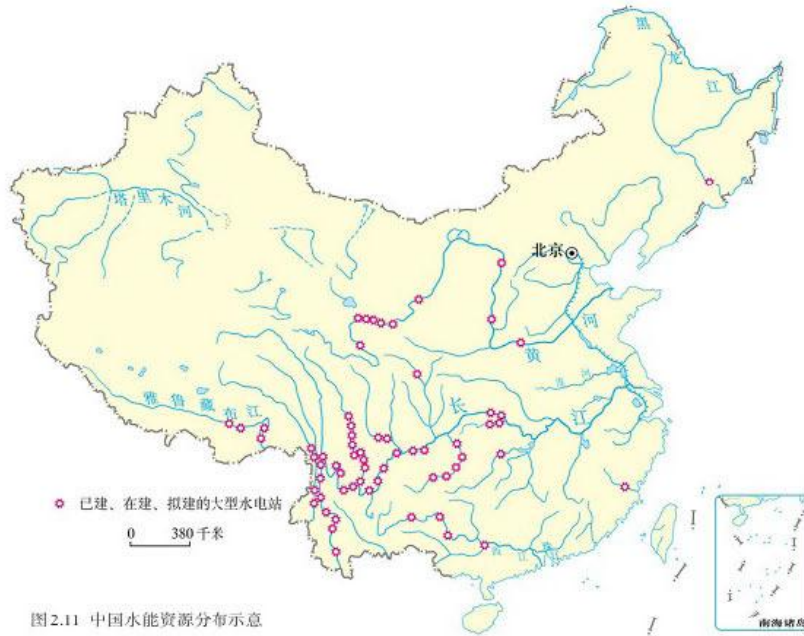 黑龙江
塔里木河
北京
黄河
雅鲁藏布江
长江
已建、在建、拟建的大型水电站
0 380千米
南海诸岛
图2.11 中国水能资源分布示意